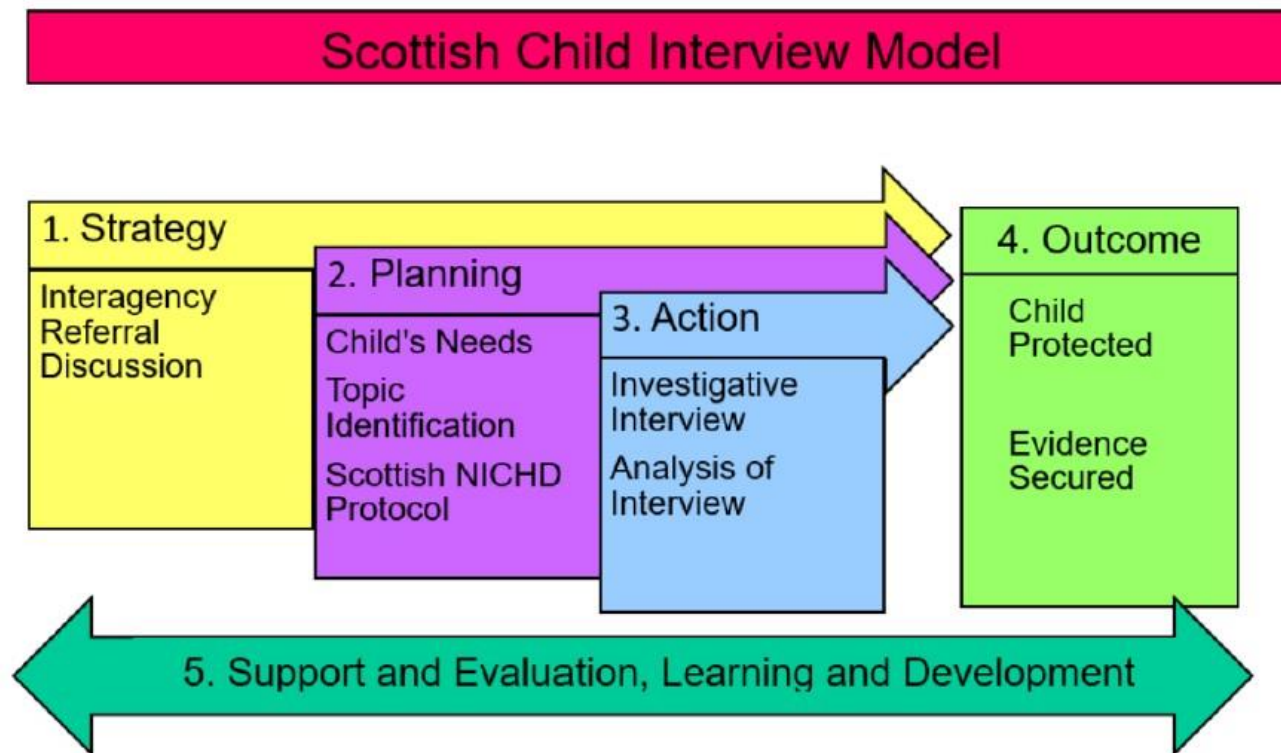 Scottish Child Interview Model
1. Strategy
Interagency
Referral
Discussion
2. Planning
Child's Needs
Topic
Identification
Scottish NICHD
Protocol
3. Action
Investigative
Interview
Analysis of
Interview
4. Outcome
Child
Protected
Evidence
Secured
5. Support and Evaluation, Learning and Development